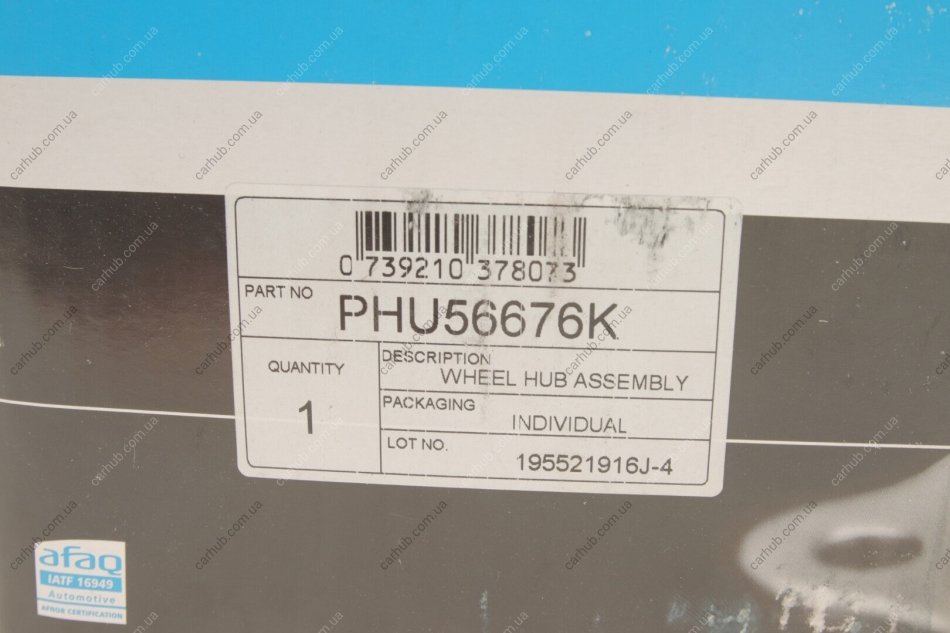 0 739210 378073
PART NO
PHU56676K
QUANTITY
1
DESCRIPTION
WHEEL HUB ASSEMBLY
PACKAGING
INDIVIDUAL
LOT NO.
195521916J-4
afaq
IATF 16949
Automotive
AFNOR CERTIFICATION
carhub.com.ua